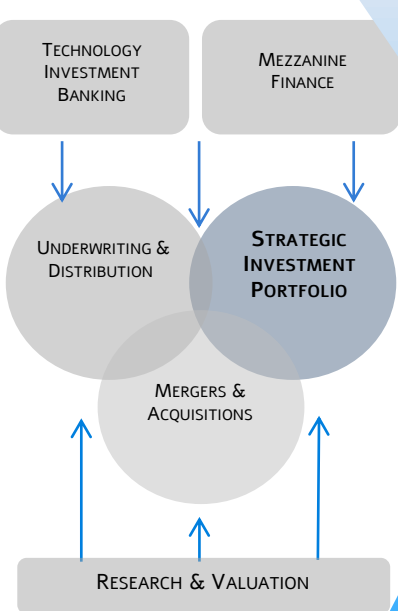 TECHNOLOGY
INVESTMENT
BANKING
MEZZANINE
FINANCE
UNDERWRITING &
DISTRIBUTION
STRATEGIC
INVESTMENT
PORTFOLIO
MERGERS &
ACQUISITIONS
RESEARCH & VALUATION